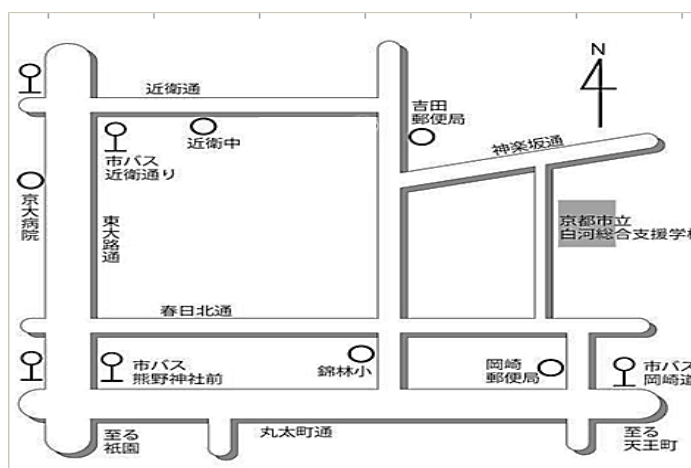 N
近衛通
吉田
郵便局
近衛中
神楽坂通
市バス
近衛通り
京大
病院
東大路通
京都市立
白河総合支援学校
春日北通
市バス
熊野神社前
錦林小
岡崎
郵便局
市バス
岡崎道
至る
祇園
丸太町通
至る
天王町